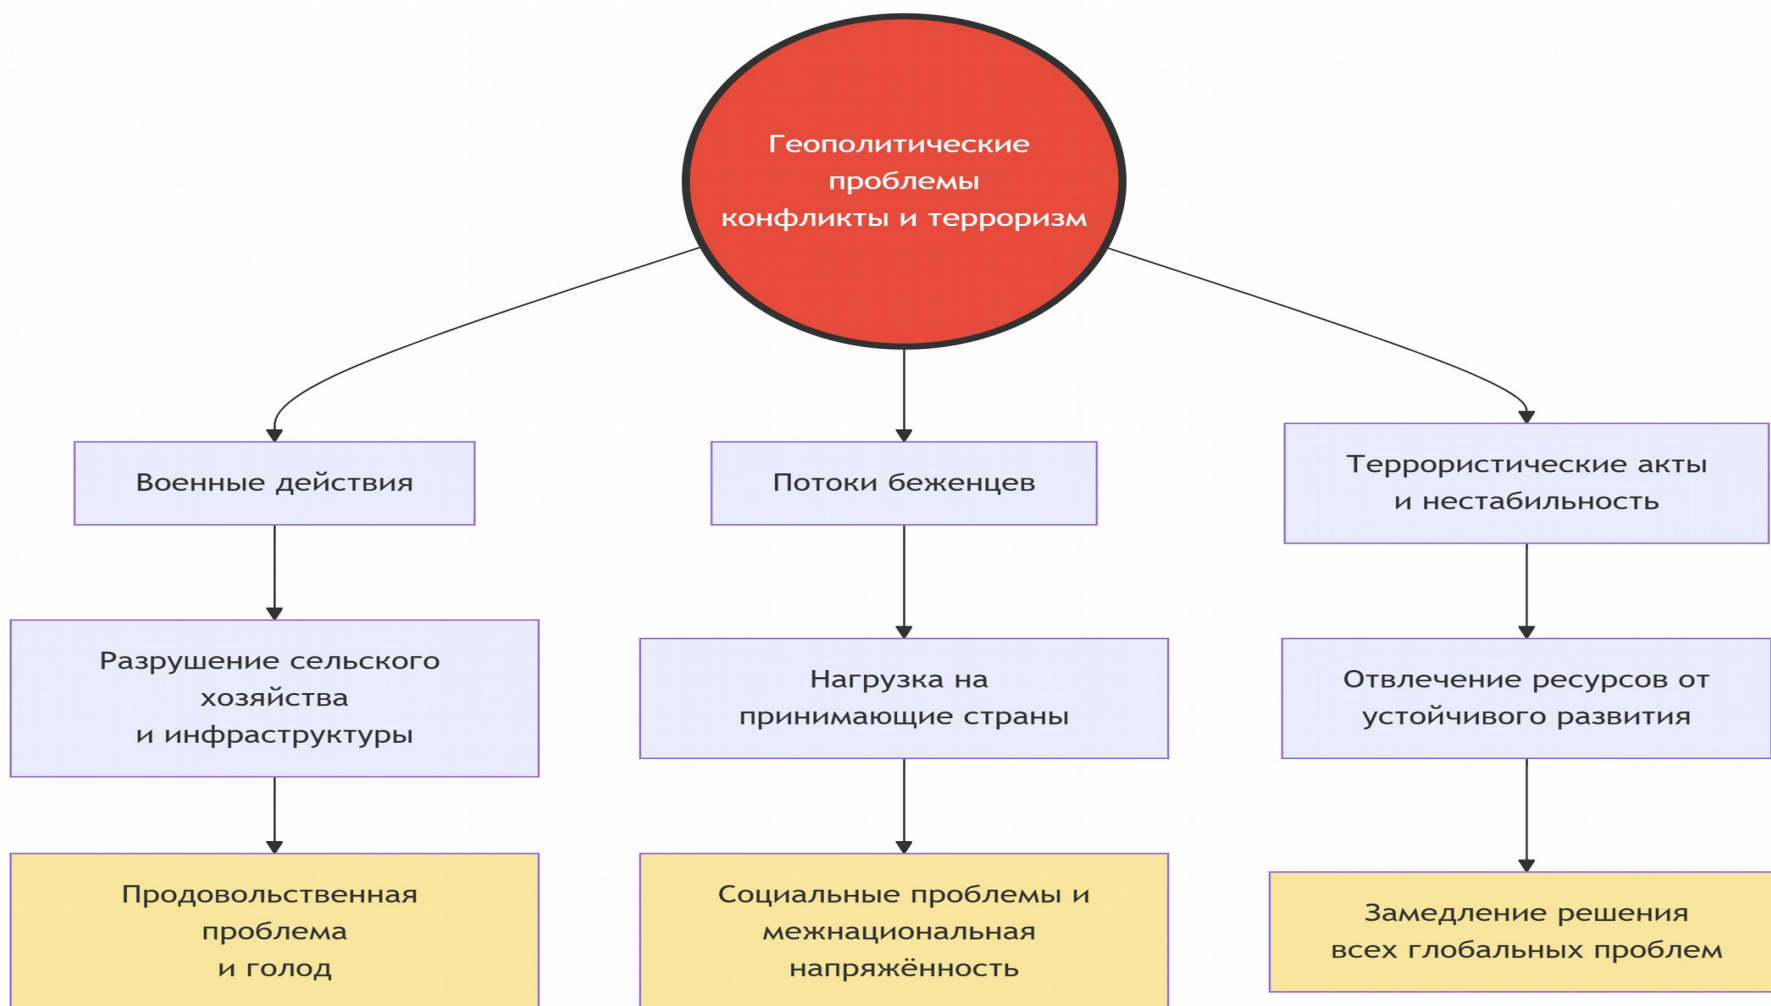 Геополитические
проблемы
конфликты и терроризм
Военные действия
Потоки беженцев
Террористические акты
и нестабильность
Разрушение сельского
хозяйства
и инфраструктуры
Нагрузка на
принимающие страны
Отвлечение ресурсов от
устойчивого развития
Продовольственная
проблема
и голод
Социальные проблемы и
межнациональная
напряжённость
Замедление решения
всех глобальных проблем